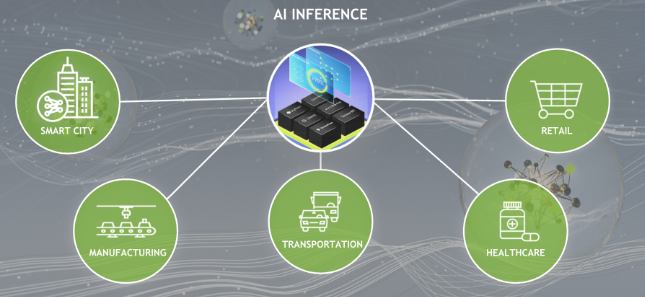 AI INFERENCE
SMART CITY
RETAIL
MANUFACTURING
TRANSPORTATION
HEALTHCARE